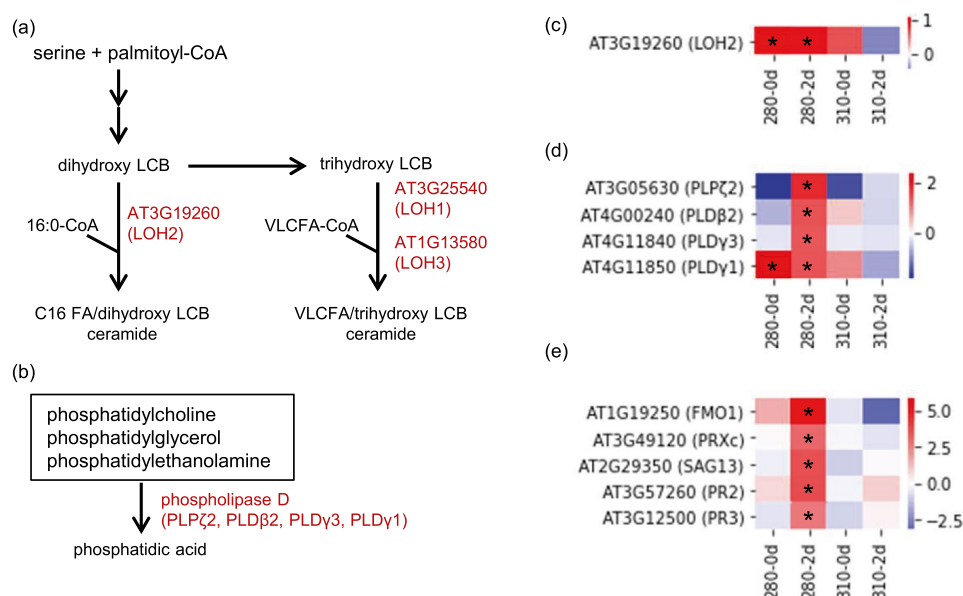 (a)
serine + palmitoyl-CoA
dihydroxy LCB
trihydroxy LCB
16:0-CoA
AT3G19260
(LOH2)
VLCFA-CoA
AT3G25540
(LOH1)
AT1G13580
(LOH3)
C16 FA/dihydroxy LCB
ceramide
VLCFA/trihydroxy LCB
ceramide
(b)
phosphatidylcholine
phosphatidylglycerol
phosphatidylethanolamine
phospholipase D
(PLPζ2, PLDβ2, PLDγ3, PLDγ1)
phosphatidic acid
(c)
AT3G19260 (LOH2)
* *
1
0
280-0d
280-2d
310-0d
310-2d
(d)
AT3G05630 (PLPζ2)
*
AT4G00240 (PLDβ2)
*
AT4G11840 (PLDγ3)
*
AT4G11850 (PLDγ1)
* *
2
0
280-0d
280-2d
310-0d
310-2d
(e)
AT1G19250 (FMO1)
*
AT3G49120 (PRXc)
*
AT2G29350 (SAG13)
*
AT3G57260 (PR2)
*
AT3G12500 (PR3)
*
5.0
2.5
0.0
−2.5
280-0d
280-2d
310-0d
310-2d